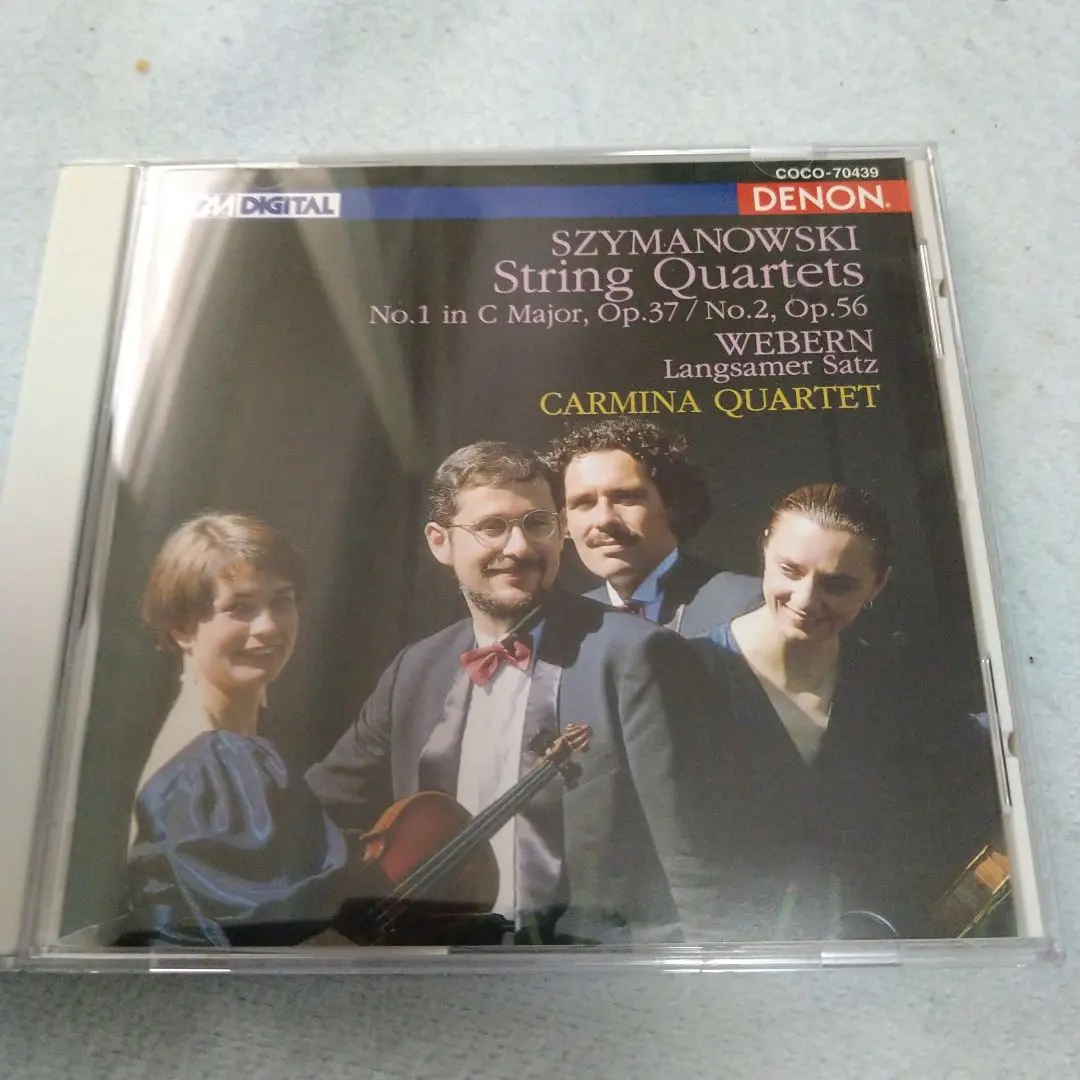 COCO-70439
DIGITAL
DENON
SZYMANOWSKI
String Quartets
No.1 in C Major, Op.37 / No.2, Op.56
WEBERN
Langsamer Satz
CARMINA QUARTET